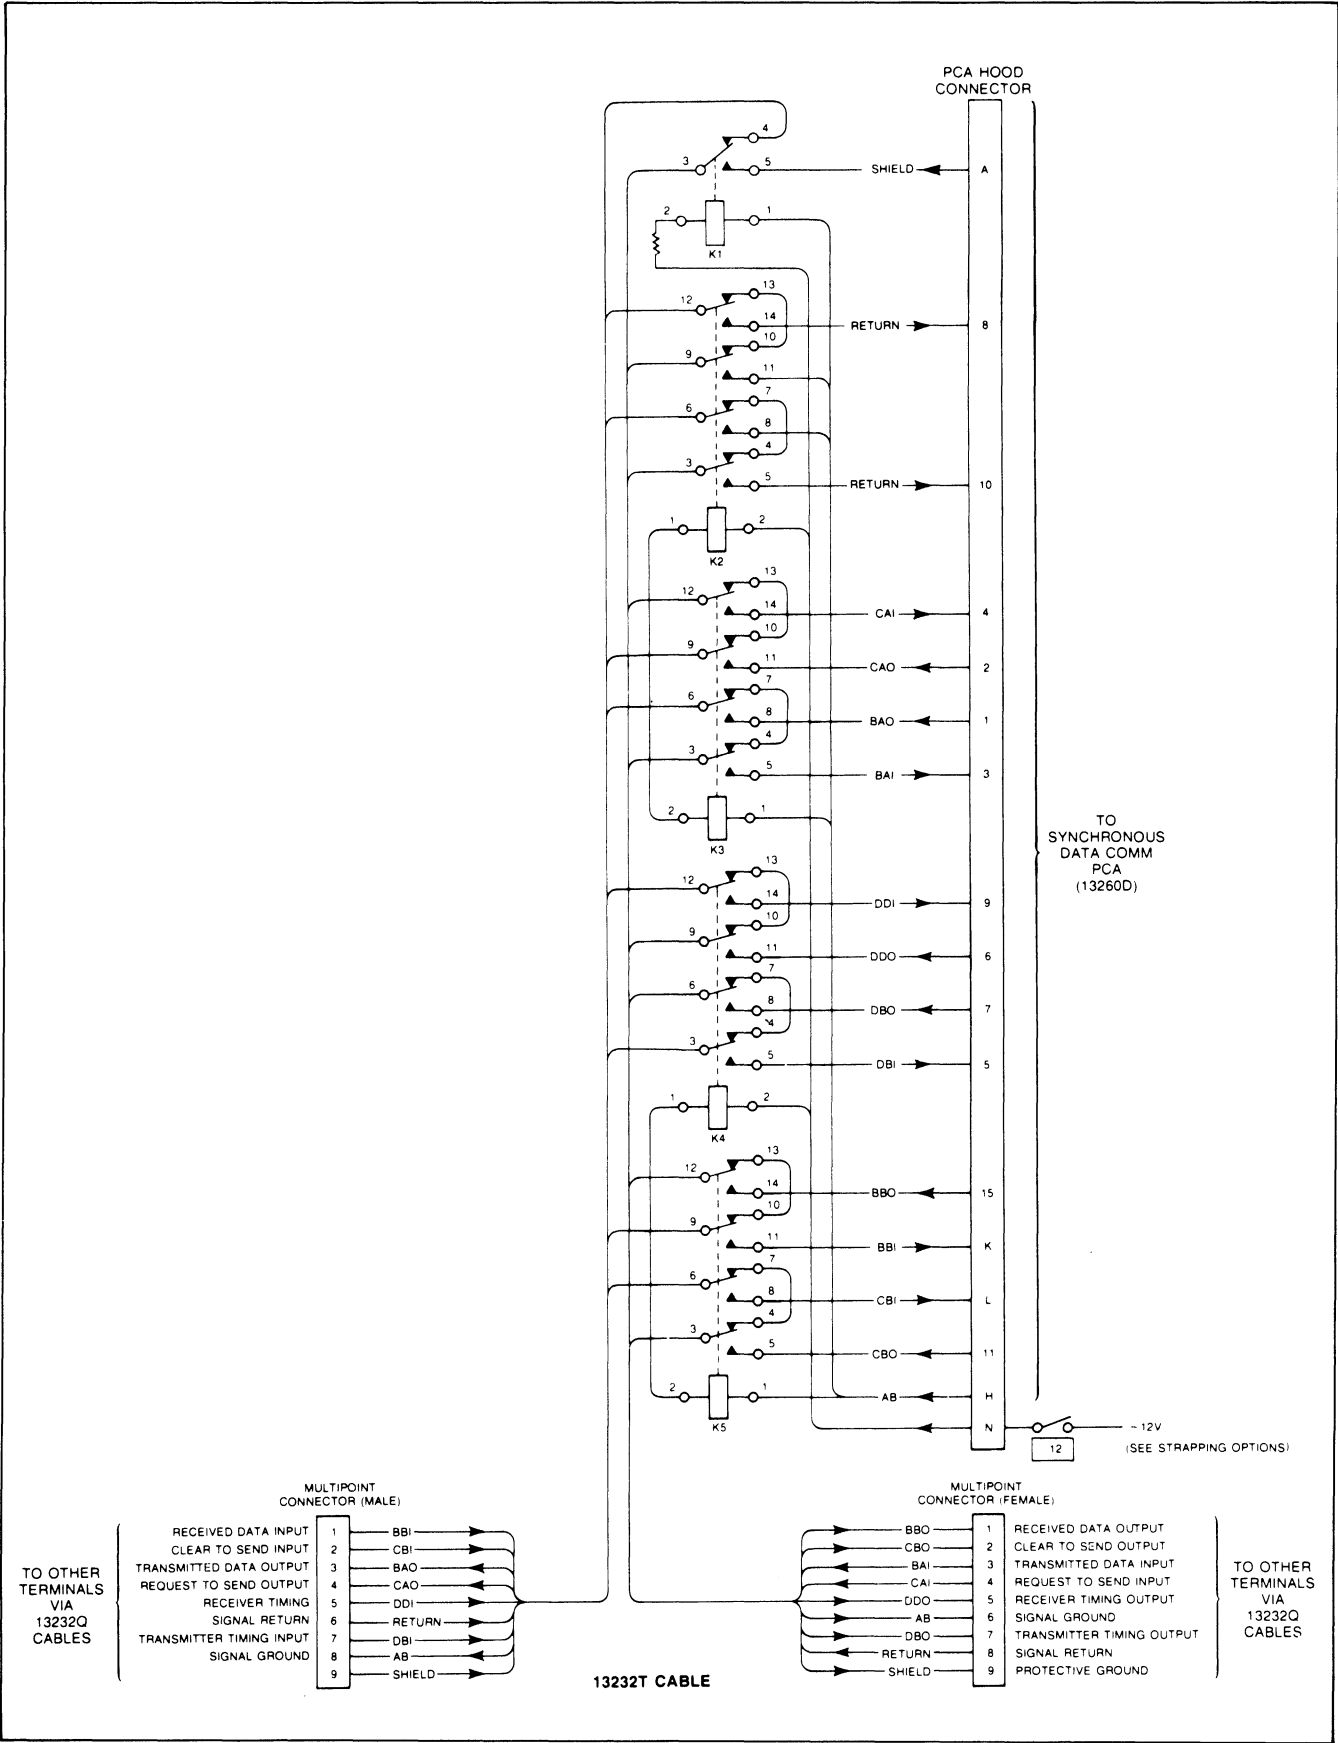 PCA HOOD
CONNECTOR
4
3
5
SHIELD
A
2
1
K1
13
12
14
RETURN
8
10
9
11
7
6
8
4
3
5
RETURN
10
1
2
K2
13
12
14
CAI
4
10
9
11
CAO
2
7
6
8
BAO
1
4
3
5
BAI
3
2
1
K3
TO
SYNCHRONOUS
DATA COMM
PCA
(13260D)
13
12
14
DDI
9
10
9
11
DDO
6
7
6
8
DBO
7
4
3
5
DBI
5
1
2
K4
13
12
14
BBO
15
10
9
11
BBI
K
7
6
8
CBI
L
4
3
5
CBO
11
2
1
AB
H
K5
N
-12V
12
(SEE STRAPPING OPTIONS)
MULTIPOINT
CONNECTOR (MALE)
RECEIVED DATA INPUT 1 BBI
CLEAR TO SEND INPUT 2 CBI
TRANSMITTED DATA OUTPUT 3 BAO
REQUEST TO SEND OUTPUT 4 CAO
RECEIVER TIMING 5 DDI
SIGNAL RETURN 6 RETURN
TRANSMITTER TIMING INPUT 7 DBI
SIGNAL GROUND 8 AB
9 SHIELD
TO OTHER
TERMINALS
VIA
13232Q
CABLES
13232T CABLE
MULTIPOINT
CONNECTOR (FEMALE)
BBO 1 RECEIVED DATA OUTPUT
CBO 2 CLEAR TO SEND OUTPUT
BAI 3 TRANSMITTED DATA INPUT
CAI 4 REQUEST TO SEND INPUT
DDO 5 RECEIVER TIMING OUTPUT
AB 6 SIGNAL GROUND
DBO 7 TRANSMITTER TIMING OUTPUT
RETURN 8 SIGNAL RETURN
SHIELD 9 PROTECTIVE GROUND
TO OTHER
TERMINALS
VIA
13232Q
CABLES